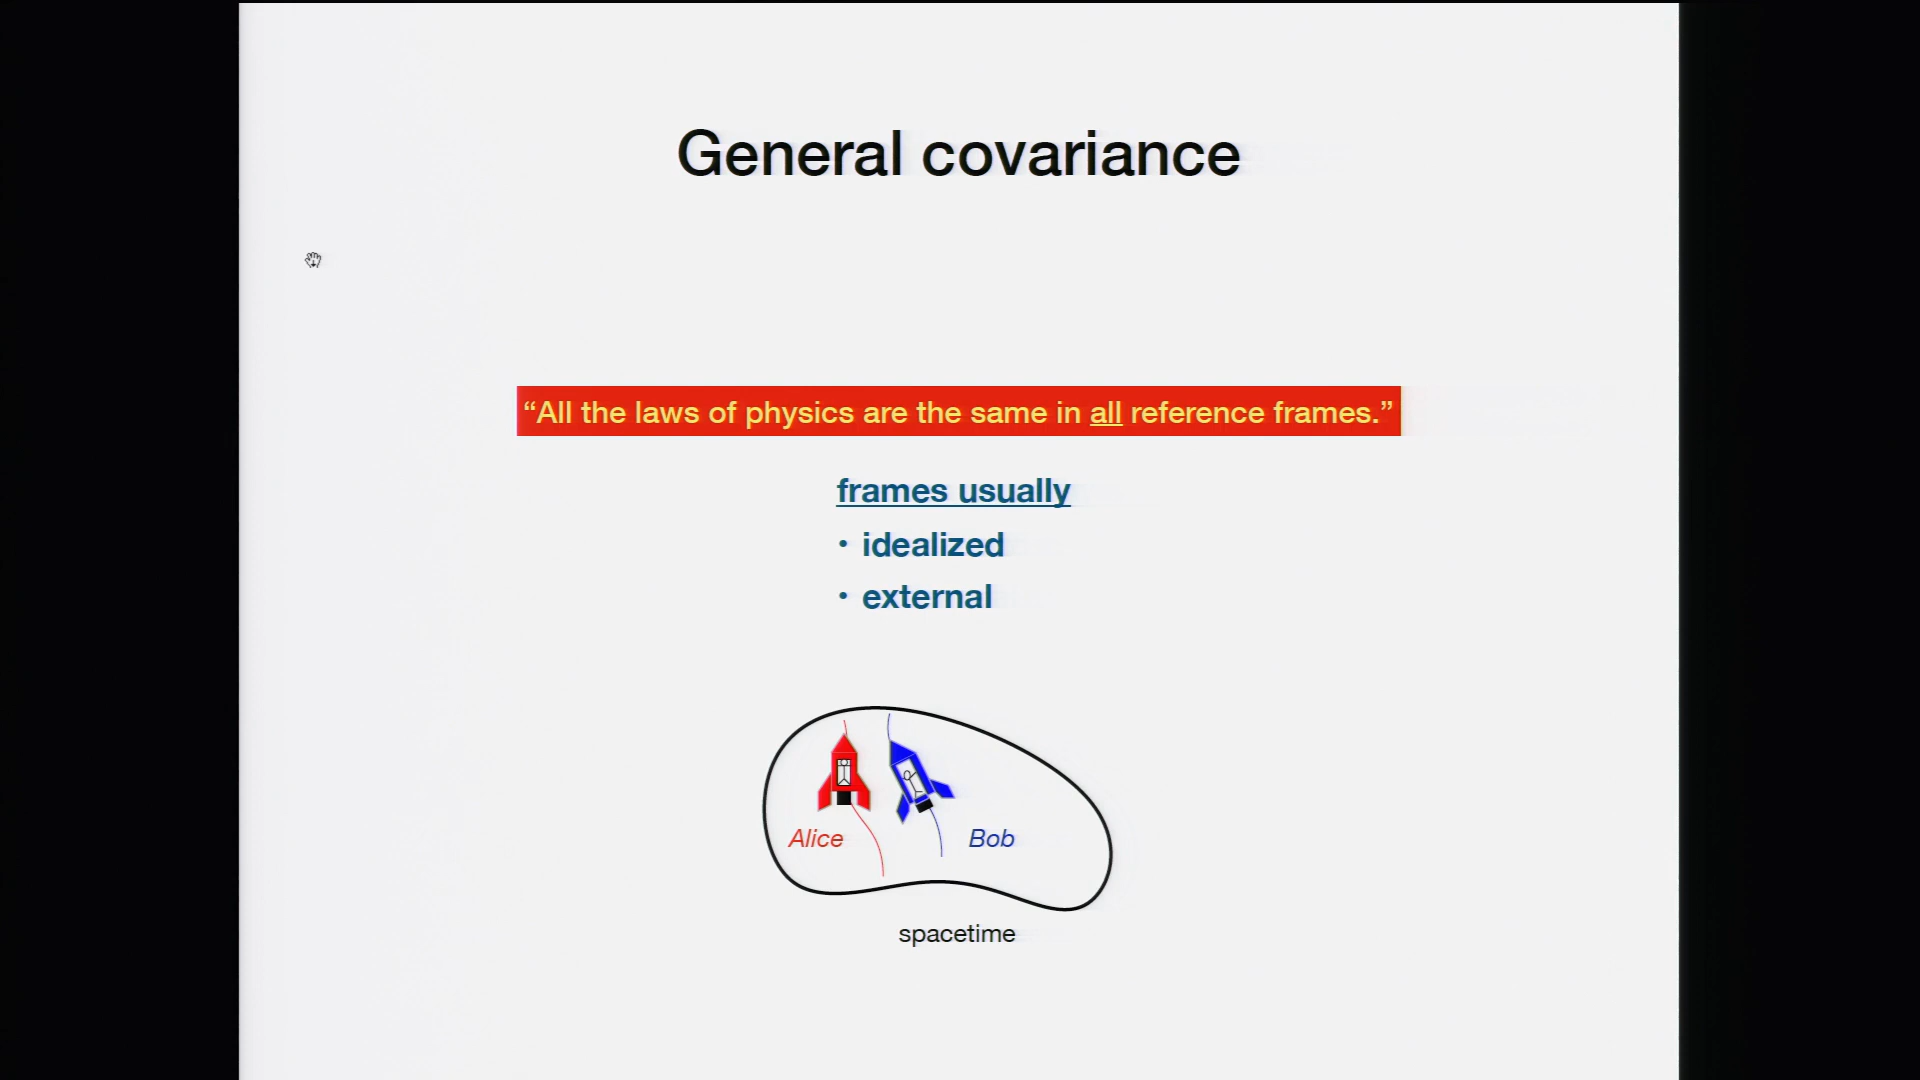 General covariance
“All the laws of physics are the same in all reference frames.”
frames usually
• idealized
• external
Alice
Bob
spacetime